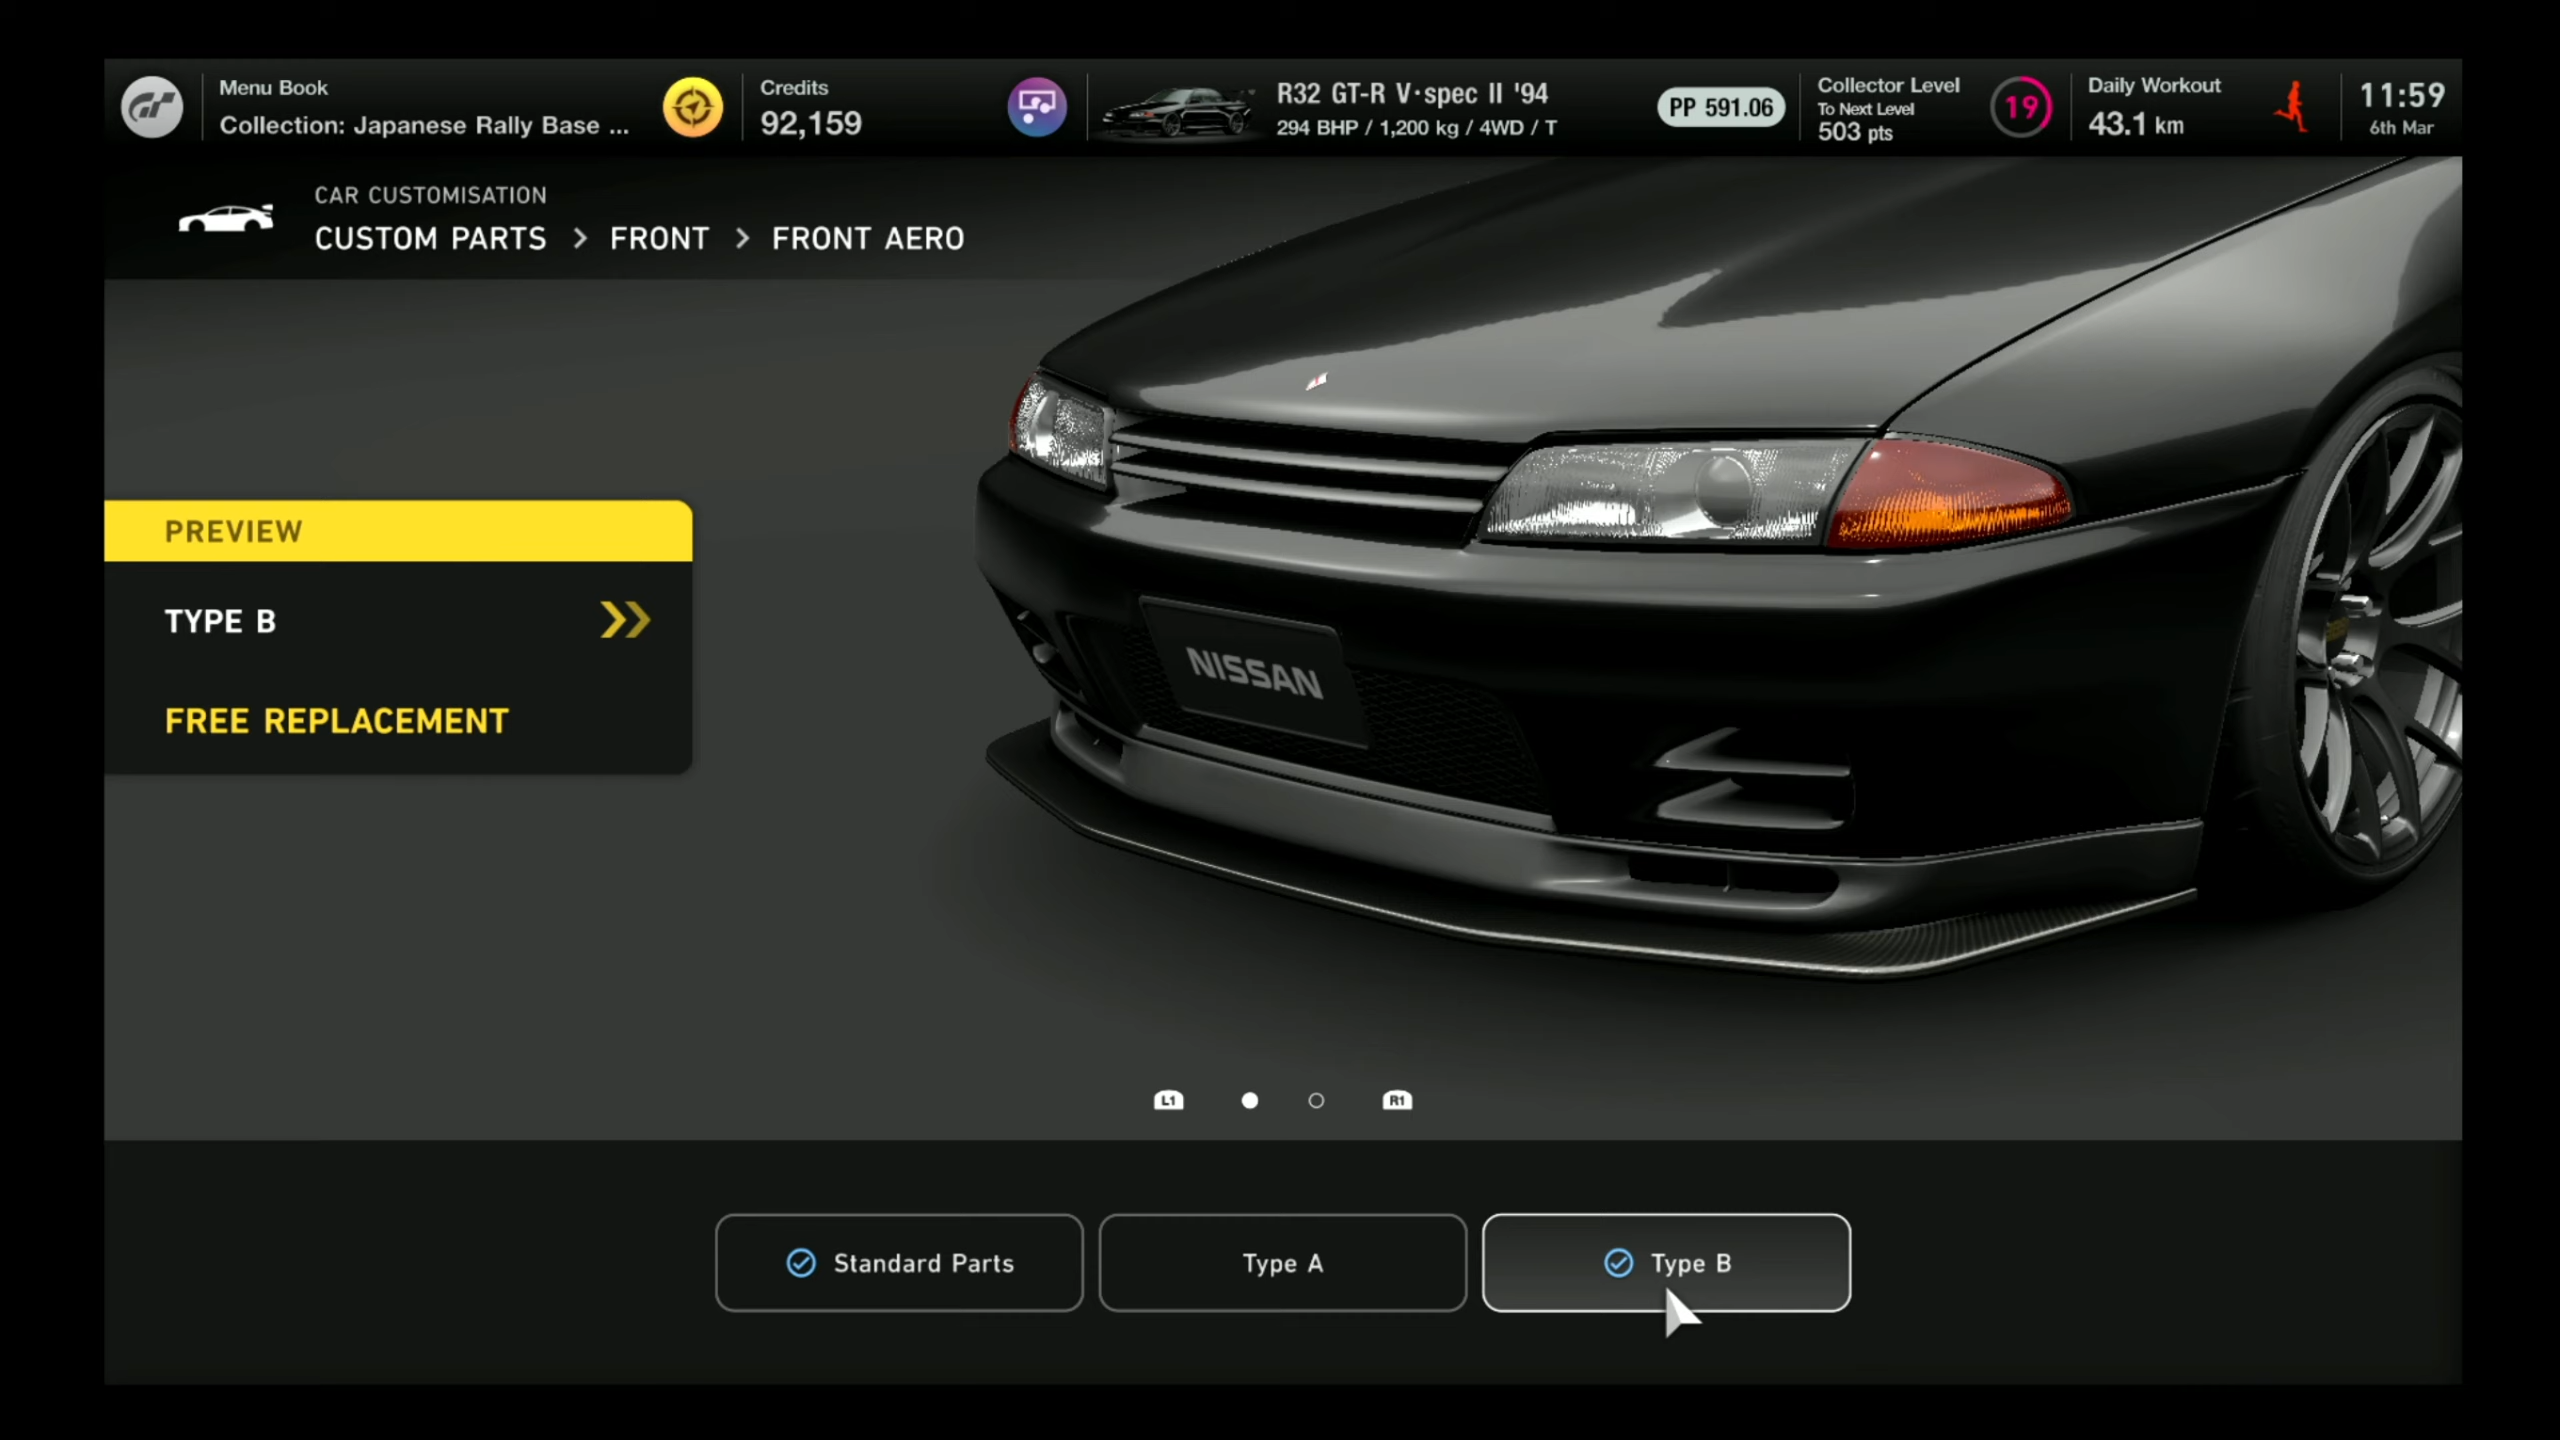 Menu Book
Collection: Japanese Rally Base ...
Credits
92,159
R32 GT-R V·spec II '94
294 BHP / 1,200 kg / 4WD / T
PP 591.06
Collector Level
To Next Level
503 pts
19
Daily Workout
43.1 km
11:59
6th Mar
CAR CUSTOMISATION
CUSTOM PARTS > FRONT > FRONT AERO
PREVIEW
TYPE B
FREE REPLACEMENT
NISSAN
L1
R1
Standard Parts
Type A
Type B